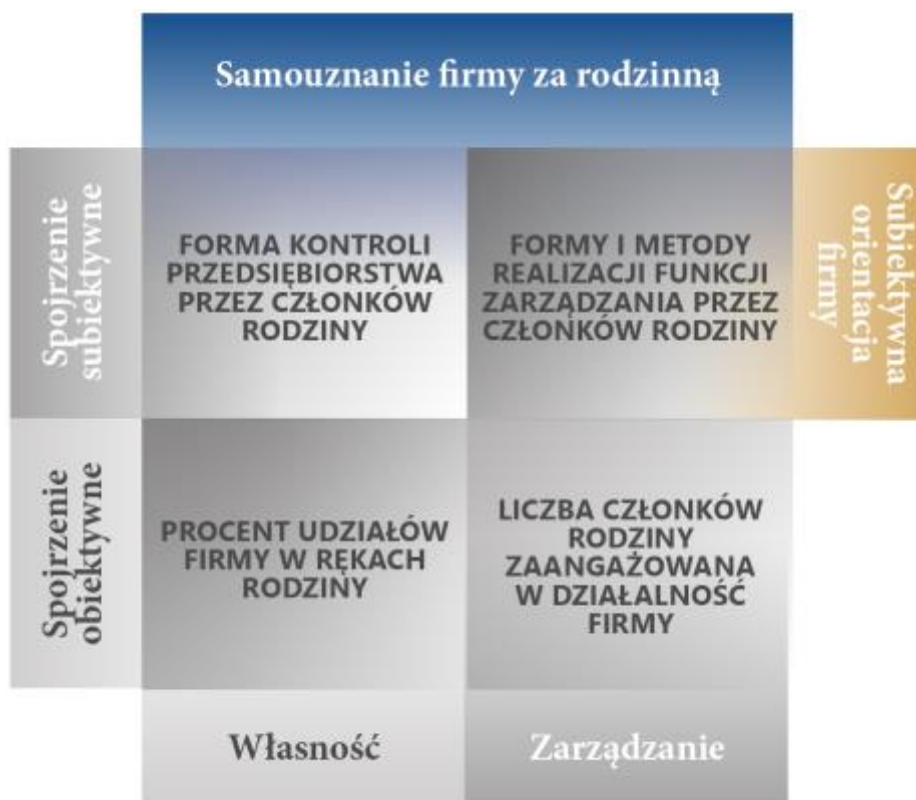 Samouznanie firmy za rodzinną
Spojrzenie
subiektywne
FORMA KONTROLI
PRZEDSIĘBIORSTWA
PRZEZ CZŁONKÓW
RODZINY
FORMY I METODY
REALIZACJI FUNKCJI
ZARZĄDZANIA PRZEZ
CZŁONKÓW RODZINY
Subiektywna
orientacja
firmy
Spojrzenie
obiektywne
PROCENT UDZIAŁÓW
FIRMY W RĘKACH
RODZINY
LICZBA CZŁONKÓW
RODZINY
ZAANGAŻOWANA
W DZIAŁALNOŚĆ
FIRMY
Własność
Zarządzanie